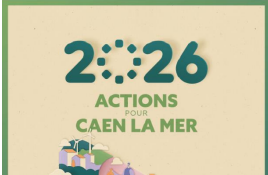 2026
ACTIONS
POUR
CAEN LA MER